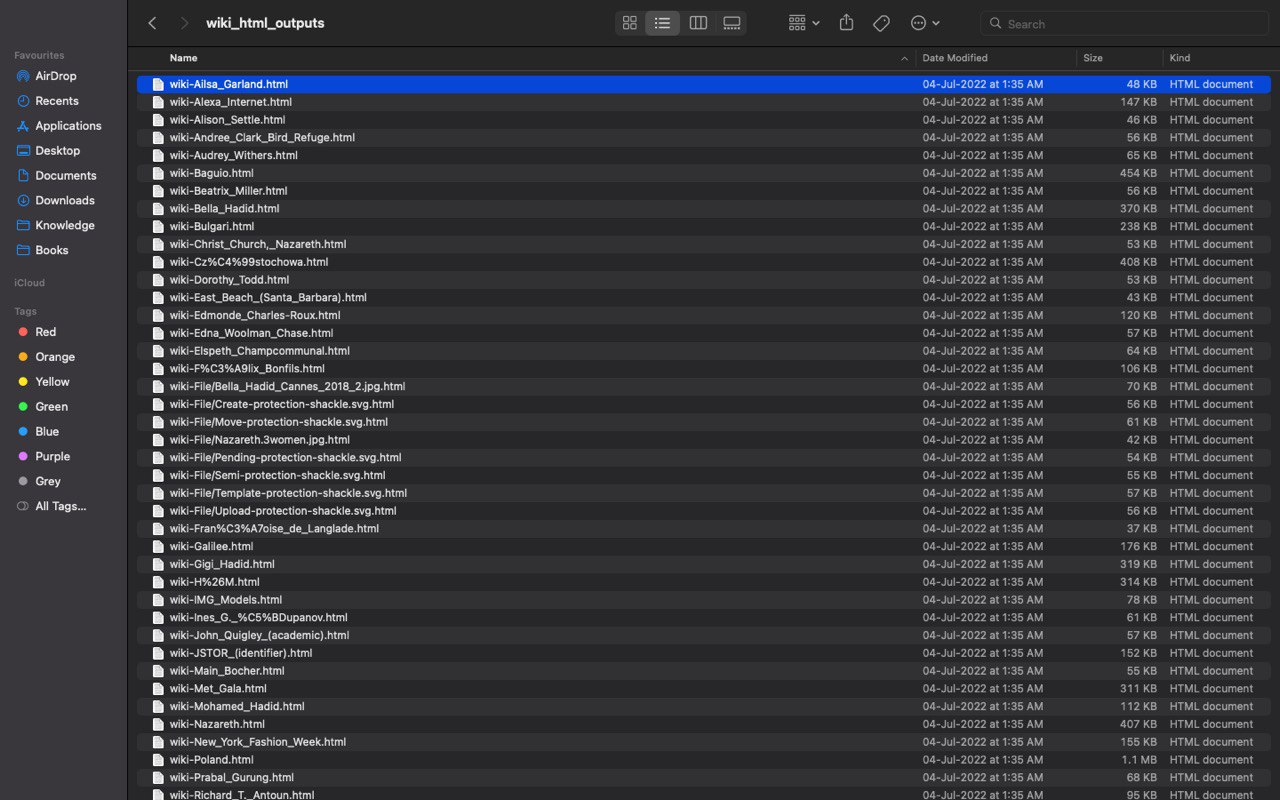 wiki_html_outputs
Search
Favourites
AirDrop
Recents
Applications
Desktop
Documents
Downloads
Knowledge
Books
iCloud
Tags
Red
Orange
Yellow
Green
Blue
Purple
Grey
All Tags...
Name Date Modified Size Kind
wiki-Ailsa_Garland.html 04-Jul-2022 at 1:35 AM 48 KB HTML document
wiki-Alexa_Internet.html 04-Jul-2022 at 1:35 AM 147 KB HTML document
wiki-Alison_Settle.html 04-Jul-2022 at 1:35 AM 46 KB HTML document
wiki-Andree_Clark_Bird_Refuge.html 04-Jul-2022 at 1:35 AM 56 KB HTML document
wiki-Audrey_Withers.html 04-Jul-2022 at 1:35 AM 65 KB HTML document
wiki-Baguio.html 04-Jul-2022 at 1:35 AM 454 KB HTML document
wiki-Beatrix_Miller.html 04-Jul-2022 at 1:35 AM 56 KB HTML document
wiki-Bella_Hadid.html 04-Jul-2022 at 1:35 AM 370 KB HTML document
wiki-Bulgari.html 04-Jul-2022 at 1:35 AM 238 KB HTML document
wiki-Christ_Church,_Nazareth.html 04-Jul-2022 at 1:35 AM 53 KB HTML document
wiki-Cz%C4%99stochowa.html 04-Jul-2022 at 1:35 AM 408 KB HTML document
wiki-Dorothy_Todd.html 04-Jul-2022 at 1:35 AM 53 KB HTML document
wiki-East_Beach_(Santa_Barbara).html 04-Jul-2022 at 1:35 AM 43 KB HTML document
wiki-Edmonde_Charles-Roux.html 04-Jul-2022 at 1:35 AM 120 KB HTML document
wiki-Edna_Woolman_Chase.html 04-Jul-2022 at 1:35 AM 57 KB HTML document
wiki-Elspeth_Champcommunal.html 04-Jul-2022 at 1:35 AM 64 KB HTML document
wiki-F%C3%A9lix_Bonfils.html 04-Jul-2022 at 1:35 AM 106 KB HTML document
wiki-File/Bella_Hadid_Cannes_2018_2.jpg.html 04-Jul-2022 at 1:35 AM 70 KB HTML document
wiki-File/Create-protection-shackle.svg.html 04-Jul-2022 at 1:35 AM 56 KB HTML document
wiki-File/Move-protection-shackle.svg.html 04-Jul-2022 at 1:35 AM 61 KB HTML document
wiki-File/Nazareth.3women.jpg.html 04-Jul-2022 at 1:35 AM 42 KB HTML document
wiki-File/Pending-protection-shackle.svg.html 04-Jul-2022 at 1:35 AM 54 KB HTML document
wiki-File/Semi-protection-shackle.svg.html 04-Jul-2022 at 1:35 AM 55 KB HTML document
wiki-File/Template-protection-shackle.svg.html 04-Jul-2022 at 1:35 AM 57 KB HTML document
wiki-File/Upload-protection-shackle.svg.html 04-Jul-2022 at 1:35 AM 56 KB HTML document
wiki-Fran%C3%A7oise_de_Langlade.html 04-Jul-2022 at 1:35 AM 37 KB HTML document
wiki-Galilee.html 04-Jul-2022 at 1:35 AM 176 KB HTML document
wiki-Gigi_Hadid.html 04-Jul-2022 at 1:35 AM 319 KB HTML document
wiki-H%26M.html 04-Jul-2022 at 1:35 AM 314 KB HTML document
wiki-IMG_Models.html 04-Jul-2022 at 1:35 AM 78 KB HTML document
wiki-Ines_G._%C5%BDupanov.html 04-Jul-2022 at 1:35 AM 61 KB HTML document
wiki-John_Quigley_(academic).html 04-Jul-2022 at 1:35 AM 57 KB HTML document
wiki-JSTOR_(identifier).html 04-Jul-2022 at 1:35 AM 152 KB HTML document
wiki-Main_Bocher.html 04-Jul-2022 at 1:35 AM 55 KB HTML document
wiki-Met_Gala.html 04-Jul-2022 at 1:35 AM 311 KB HTML document
wiki-Mohamed_Hadid.html 04-Jul-2022 at 1:35 AM 112 KB HTML document
wiki-Nazareth.html 04-Jul-2022 at 1:35 AM 407 KB HTML document
wiki-New_York_Fashion_Week.html 04-Jul-2022 at 1:35 AM 155 KB HTML document
wiki-Poland.html 04-Jul-2022 at 1:35 AM 1.1 MB HTML document
wiki-Prabal_Gurung.html 04-Jul-2022 at 1:35 AM 68 KB HTML document
wiki-Richard_T._Antoun.html 04-Jul-2022 at 1:35 AM 95 KB HTML document